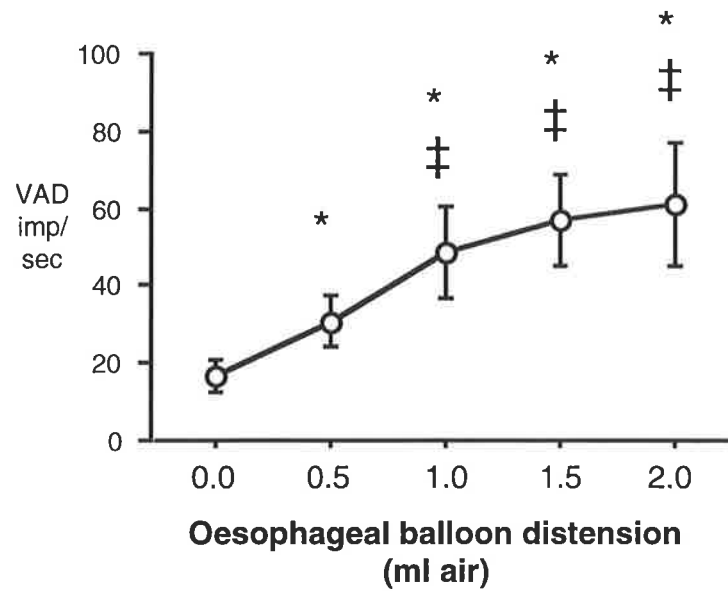 *
100
*
‡
*
‡
80
‡
VAD
imp/
sec
60
*
40
20
0
0.0 0.5 1.0 1.5 2.0
Oesophageal balloon distension
(ml air)